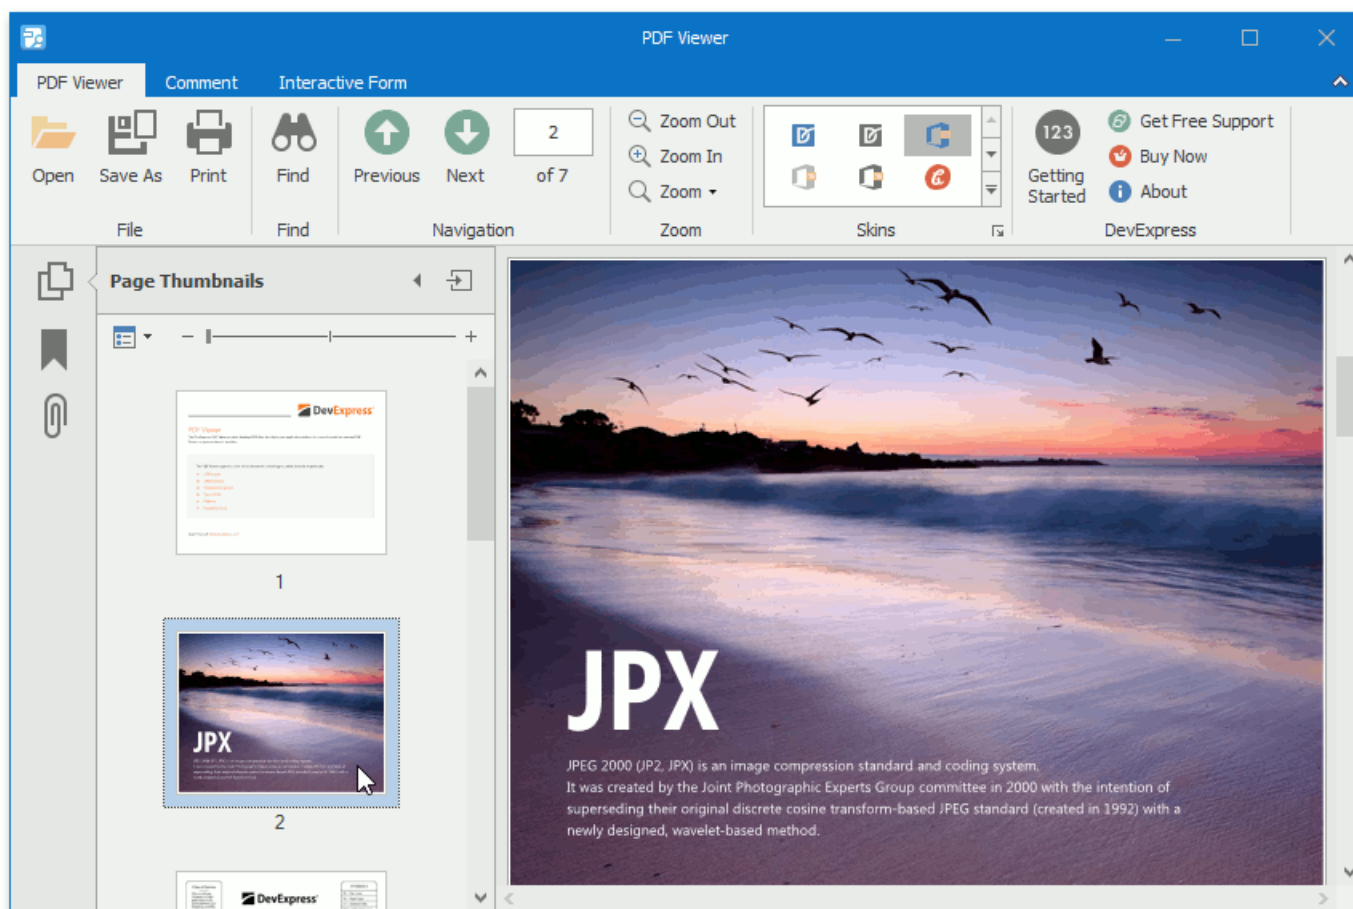 PDF Viewer
PDF Viewer Comment Interactive Form
Open Save As Print
File
Find
Find
Previous Next
2
of 7
Navigation
Zoom Out
Zoom In
Zoom
Zoom
Skins
123
Getting
Started
Get Free Support
Buy Now
About
DevExpress
Page Thumbnails
DevExpress
PDF Viewer
1
JPX
2
DevExpress
JPX
JPEG 2000 (JP2, JPX) is an image compression standard and coding system.
It was created by the Joint Photographic Experts Group committee in 2000 with the intention of
superseding their original discrete cosine transform-based JPEG standard (created in 1992) with a
newly designed, wavelet-based method.